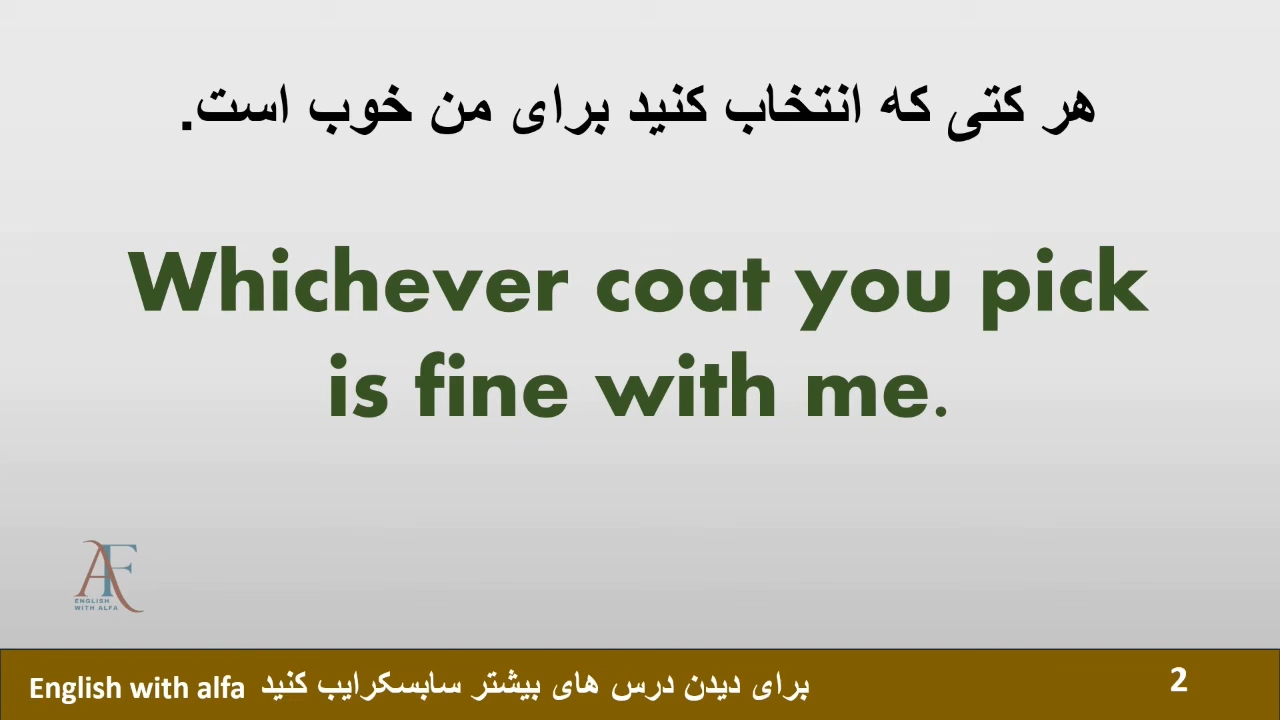 هر کتی که انتخاب کنید برای من خوب است.
Whichever coat you pick
is fine with me.
AF
ENGLISH
WITH ALFA
English with alfa برای دیدن درس های بیشتر سابسکرایب کنید
2